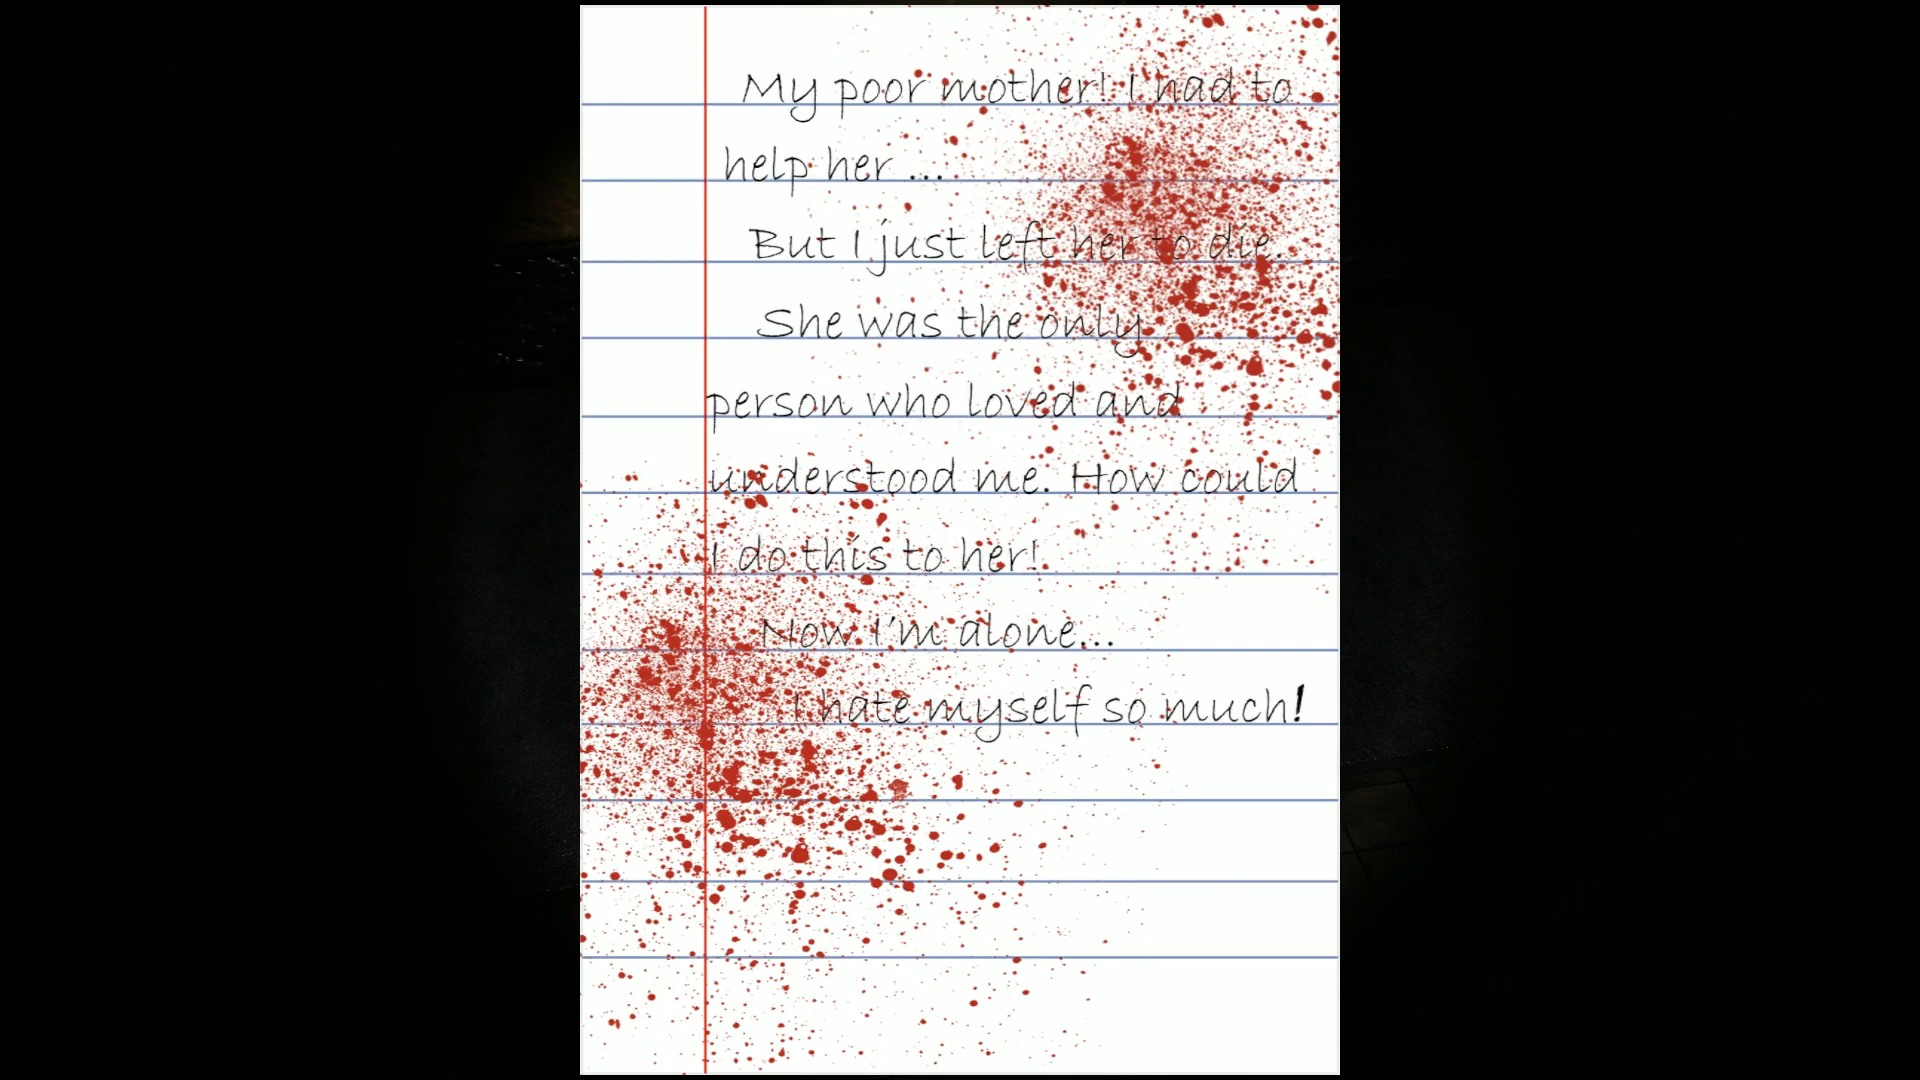 My poor mother! I had to
help her ...
But I just left her to die.
She was the only
person who loved and
understood me. How could
I do this to her!
Now I'm alone...
I hate myself so much!